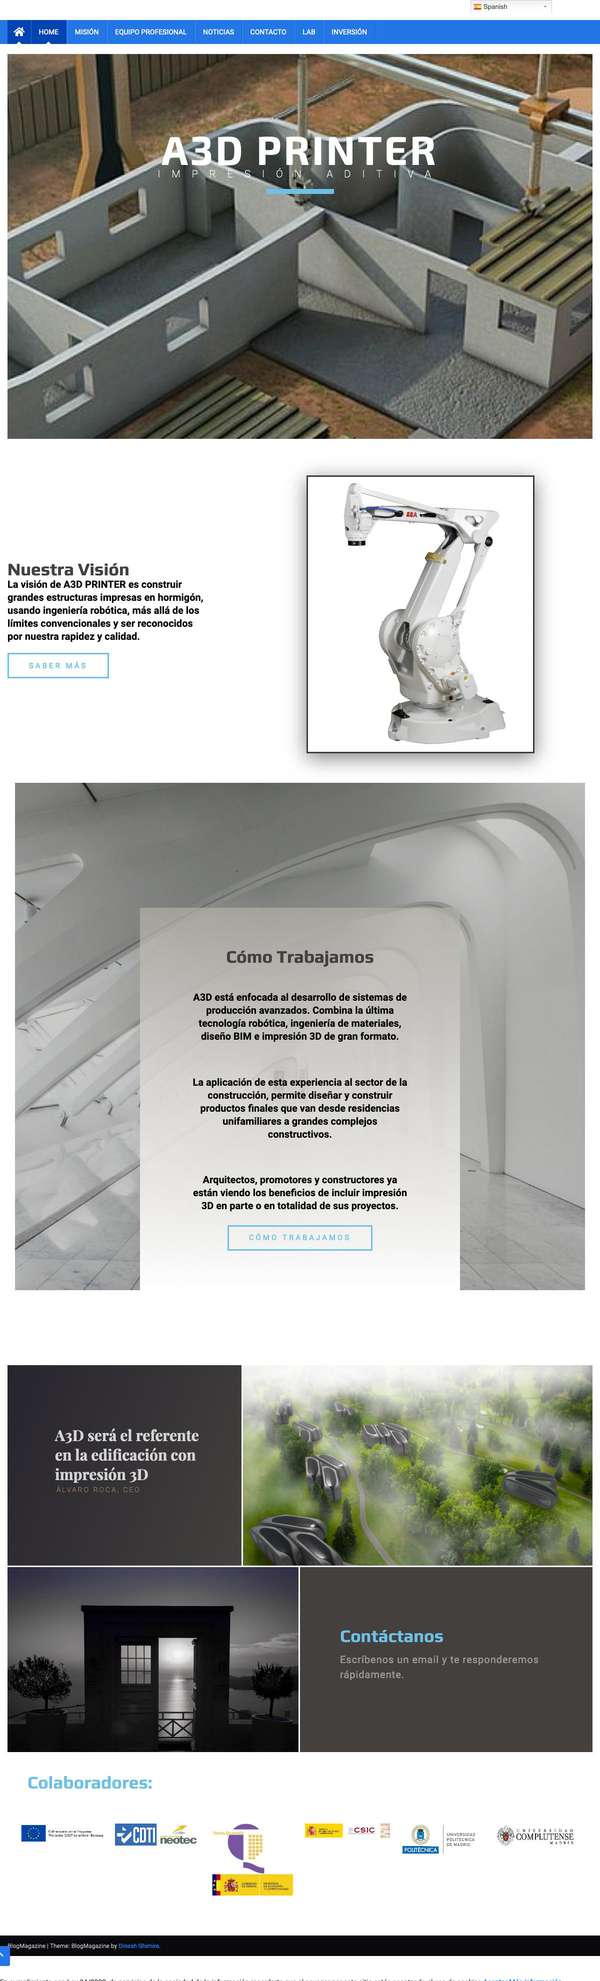 Spanish
HOME MISIÓN EQUIPO PROFESIONAL NOTICIAS CONTACTO LAB INVERSIÓN
A3D PRINTER
IMPRESIÓN ADITIVA
Nuestra Visión
La visión de A3D PRINTER es construir
grandes estructuras impresas en hormigón,
usando ingeniería robótica, más allá de los
límites convencionales y ser reconocidos
por nuestra rapidez y calidad.
SABER MÁS
Cómo Trabajamos
A3D está enfocada al desarrollo de sistemas de
producción avanzados. Combina la última
tecnología robótica, ingeniería de materiales,
diseño BIM e impresión 3D de gran formato.
La aplicación de esta experiencia al sector de la
construcción, permite diseñar y construir
productos finales que van desde residencias
unifamiliares a grandes complejos
constructivos.
Arquitectos, promotores y constructores ya
están viendo los beneficios de incluir impresión
3D en parte o en totalidad de sus proyectos.
CÓMO TRABAJAMOS
A3D será el referente
en la edificación con
impresión 3D
ÁLVARO ROCA, CEO
Contáctanos
Escríbenos un email y te responderemos
rápidamente.
Colaboradores:
CDTI
neotec
CSIC
POLITÉCNICA
UNIVERSIDAD
POLITÉCNICA
DE MADRID
UNIVERSIDAD
COMPLUTENSE
MADRID
BlogMagazine | Theme: BlogMagazine by Dinesh Ghimire.